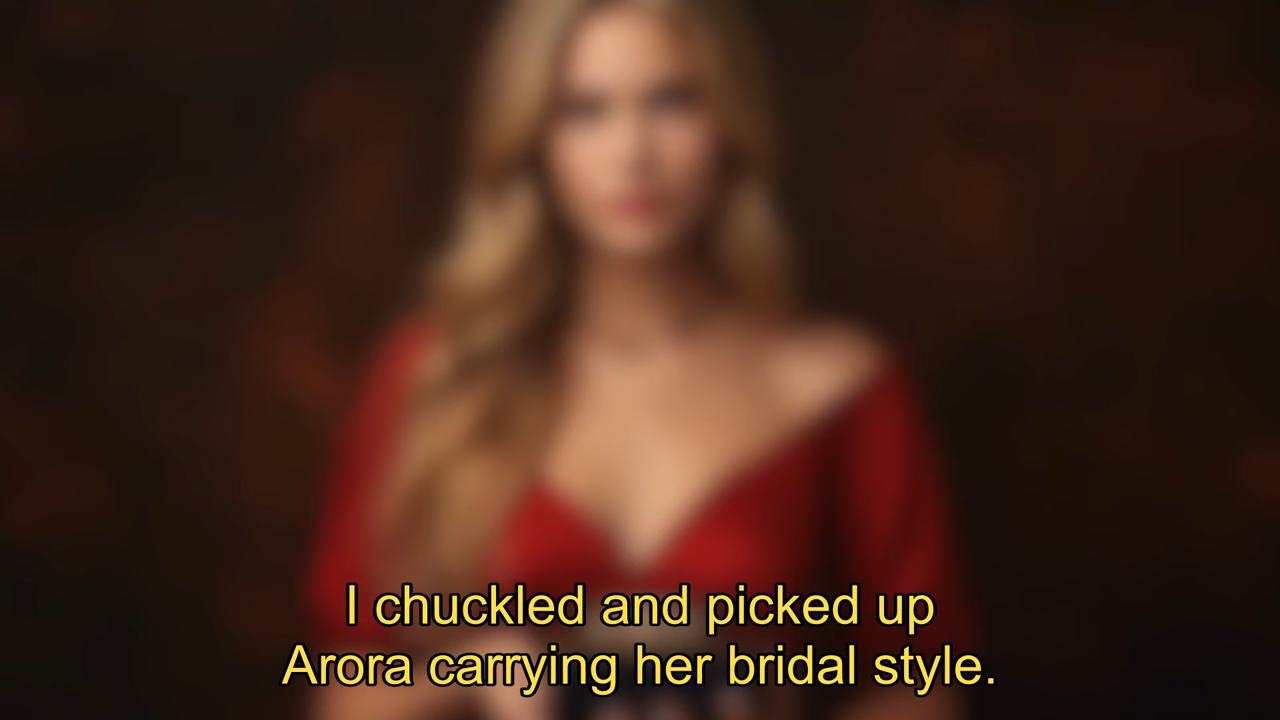 I chuckled and picked up
Arora carrying her bridal style.